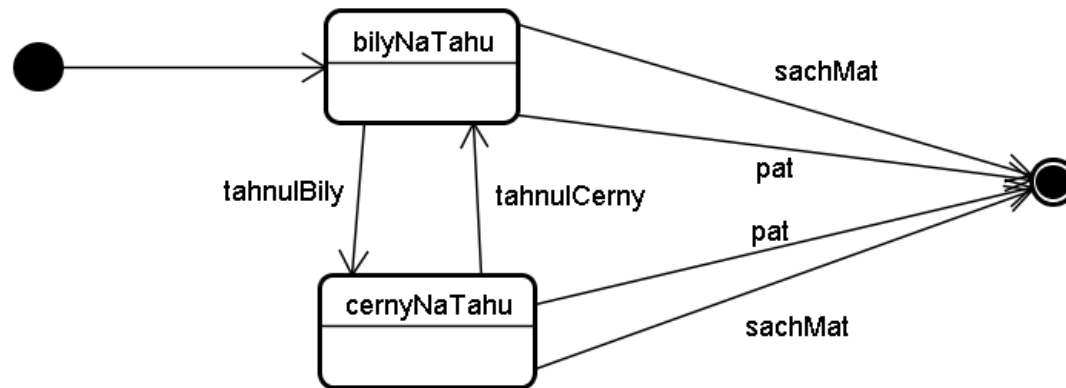 bilyNaTahu
sachMat
pat
tahnulBily
tahnulCerny
pat
cernyNaTahu
sachMat